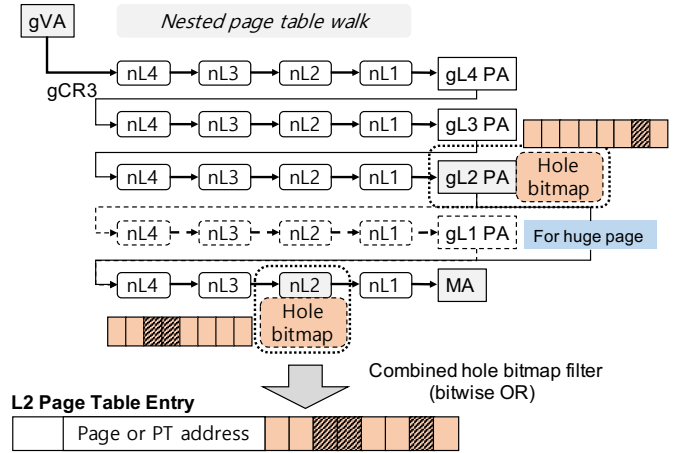 gVA
Nested page table walk
gCR3
nL4 nL3 nL2 nL1 gL4 PA
nL4 nL3 nL2 nL1 gL3 PA
nL4 nL3 nL2 nL1 gL2 PA
Hole
bitmap
nL4 nL3 nL2 nL1 gL1 PA
For huge page
nL4 nL3 nL2 nL1 MA
Hole
bitmap
Combined hole bitmap filter
(bitwise OR)
L2 Page Table Entry
Page or PT address